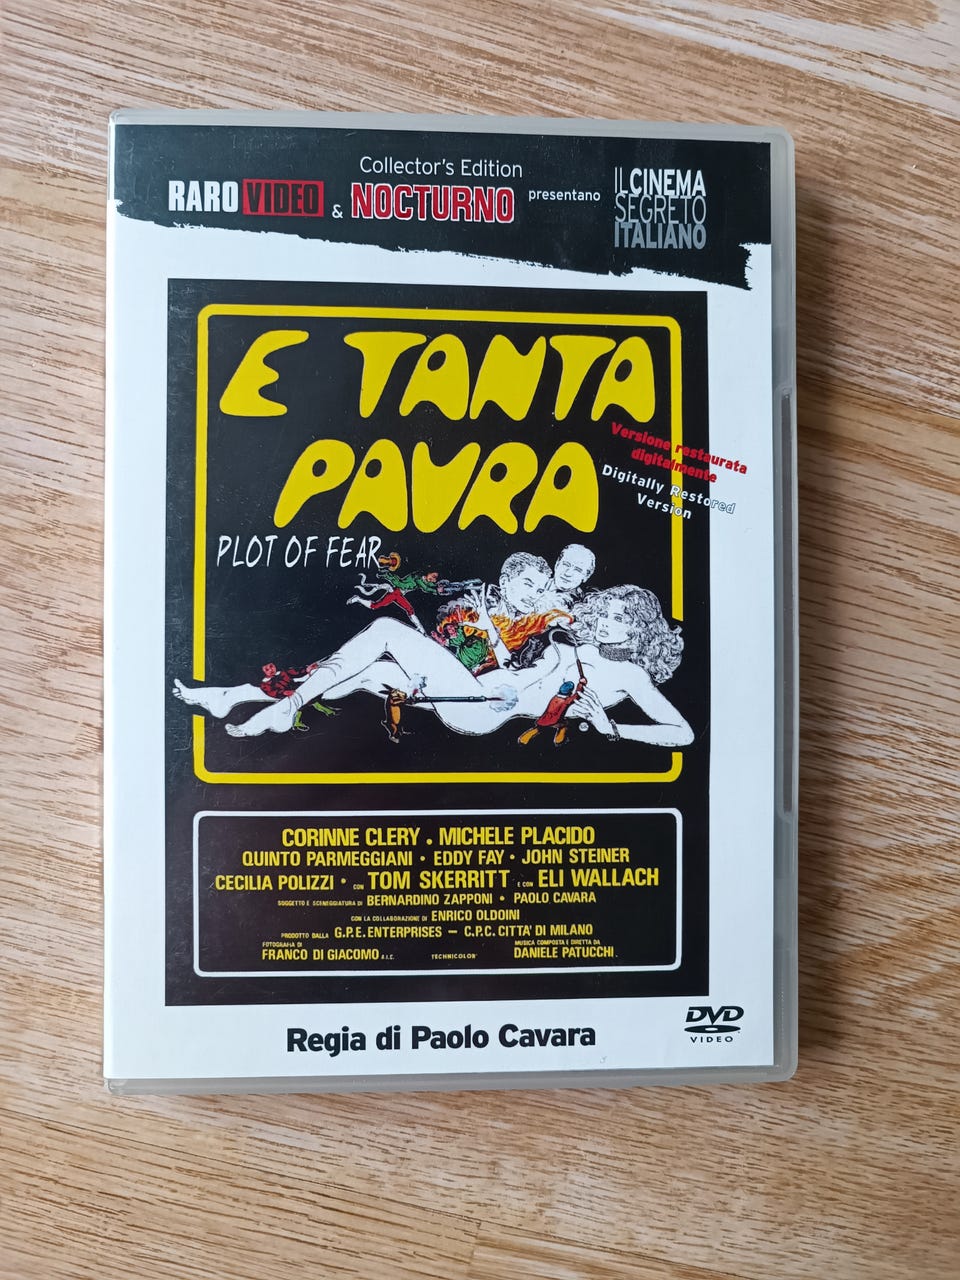 Collector's Edition
RARO VIDEO & NOCTURNO presentano
IL CINEMA
SEGRETO
ITALIANO
E TANTA
PAURA
Versione restaurata
digitalmente
Digitally Restored
Version
PLOT OF FEAR
CORINNE CLERY . MICHELE PLACIDO
QUINTO PARMEGGIANI • EDDY FAY • JOHN STEINER
CECILIA POLIZZI • CON TOM SKERRITT E CON ELI WALLACH
SOGGETTO E SCENEGGIATURA DI BERNARDINO ZAPPONI • PAOLO CAVARA
CON LA COLLABORAZIONE DI ENRICO OLDOINI
PRODOTTO DALLA G.P.E. ENTERPRISES — C.P.C. CITTA' DI MILANO
FOTOGRAFIA DI
FRANCO DI GIACOMO A.I.C.
TECHNICOLOR
MUSICA COMPOSTA E DIRETTA DA
DANIELE PATUCCHI.
Regia di Paolo Cavara
DVD
VIDEO